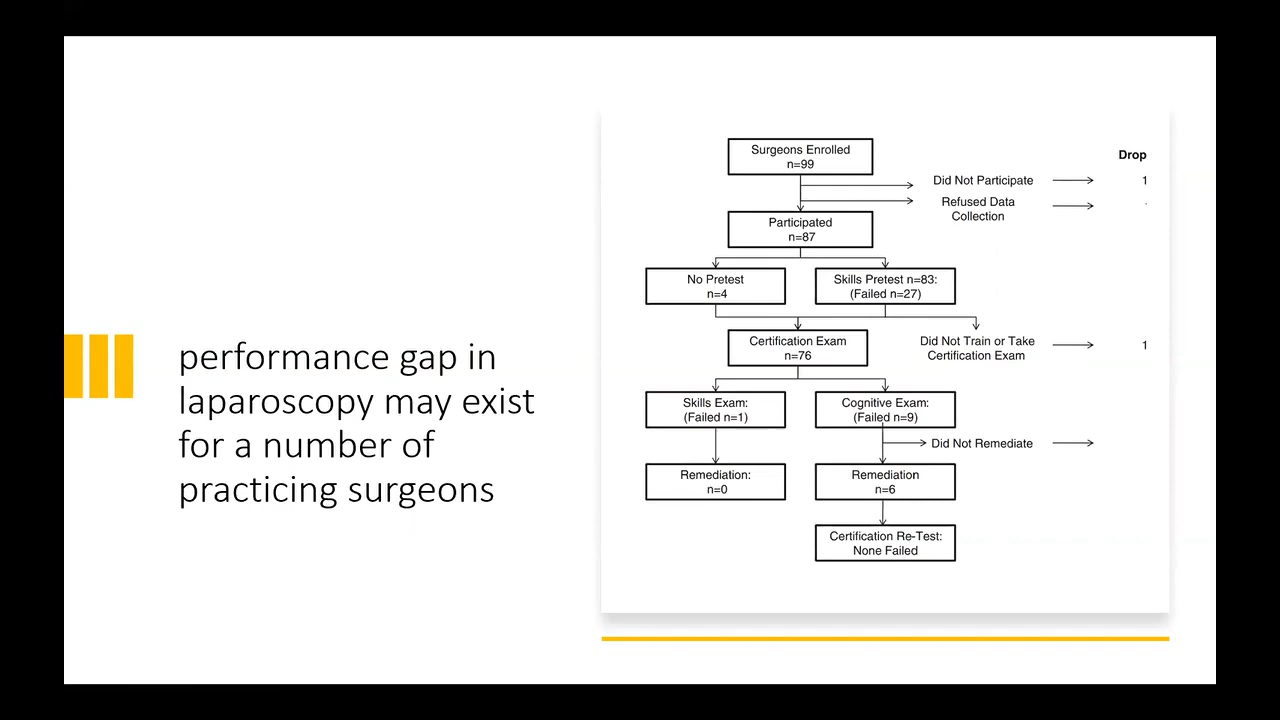 performance gap in
laparoscopy may exist
for a number of
practicing surgeons
Surgeons Enrolled
n=99
Drop
Did Not Participate
1
Refused Data
Collection
Participated
n=87
No Pretest
n=4
Skills Pretest n=83:
(Failed n=27)
Certification Exam
n=76
Did Not Train or Take
Certification Exam
1
Skills Exam:
(Failed n=1)
Cognitive Exam:
(Failed n=9)
Did Not Remediate
Remediation:
n=0
Remediation
n=6
Certification Re-Test:
None Failed